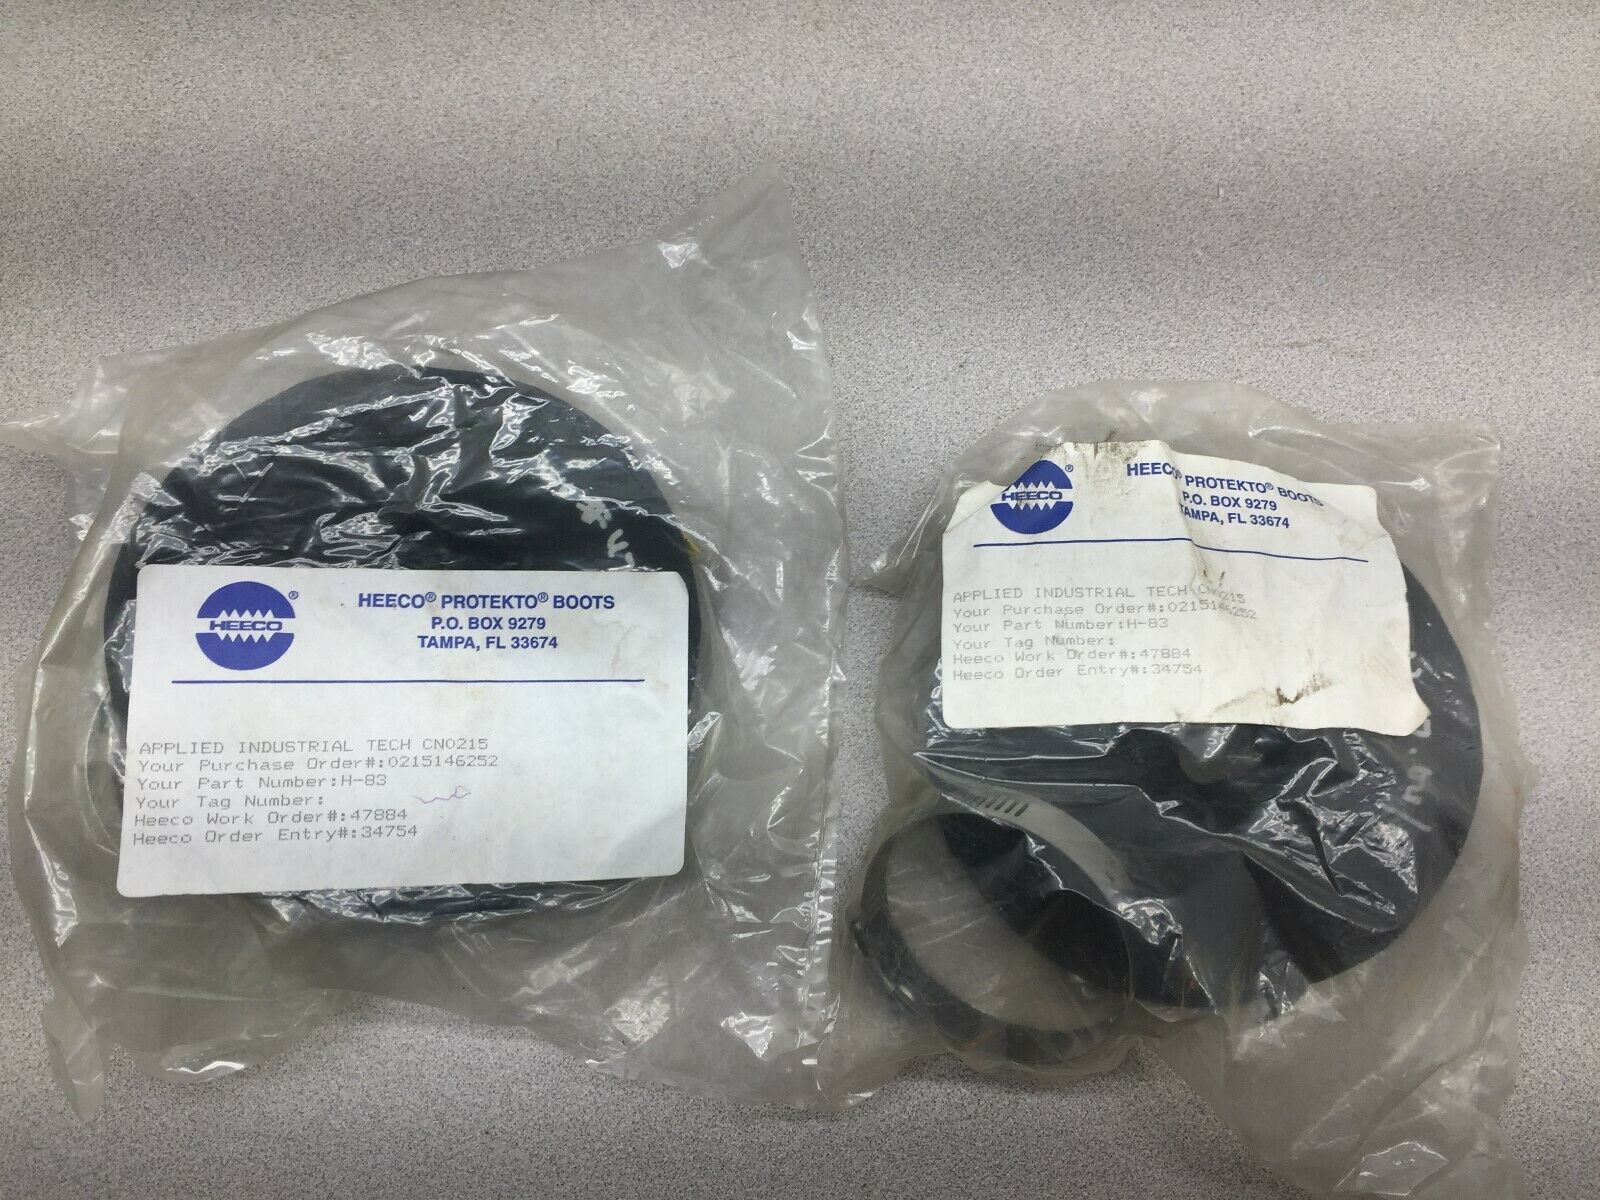 HEECO®
HEECO® PROTEKTO® BOOTS
P.O. BOX 9279
TAMPA, FL 33674
APPLIED INDUSTRIAL TECH CN0215
Your Purchase Order#:0215146252
Your Part Number:H-83
Your Tag Number:
Heeco Work Order#:47884
Heeco Order Entry#:34754
HEECO®
HEECO® PROTEKTO® BOOTS
P.O. BOX 9279
TAMPA, FL 33674
APPLIED INDUSTRIAL TECH CN0215
Your Purchase Order#:0215146252
Your Part Number:H-83
Your Tag Number:
Heeco Work Order#:47884
Heeco Order Entry#:34754